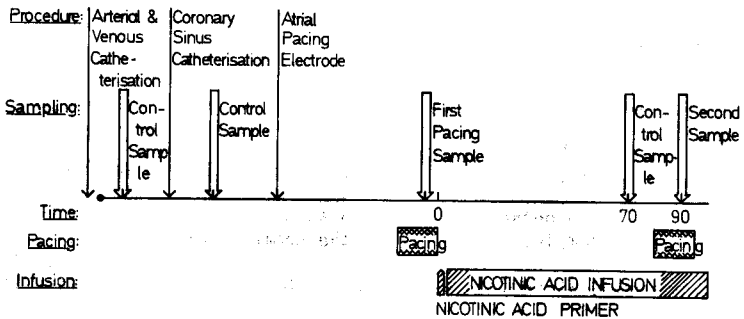 Procedure: Arterial & Coronary Atrial
Venous Sinus Pacing
Cathe- Catheterisation Electrode
terisation
Sampling: Con- Control First Con- Second
trol Sample Pacing trol Sample
Samp- Sample Samp-
le le
Time: 0 70 90
Pacing: Pacing Pacing
Infusion: NICOTINIC ACID INFUSION
NICOTINIC ACID PRIMER